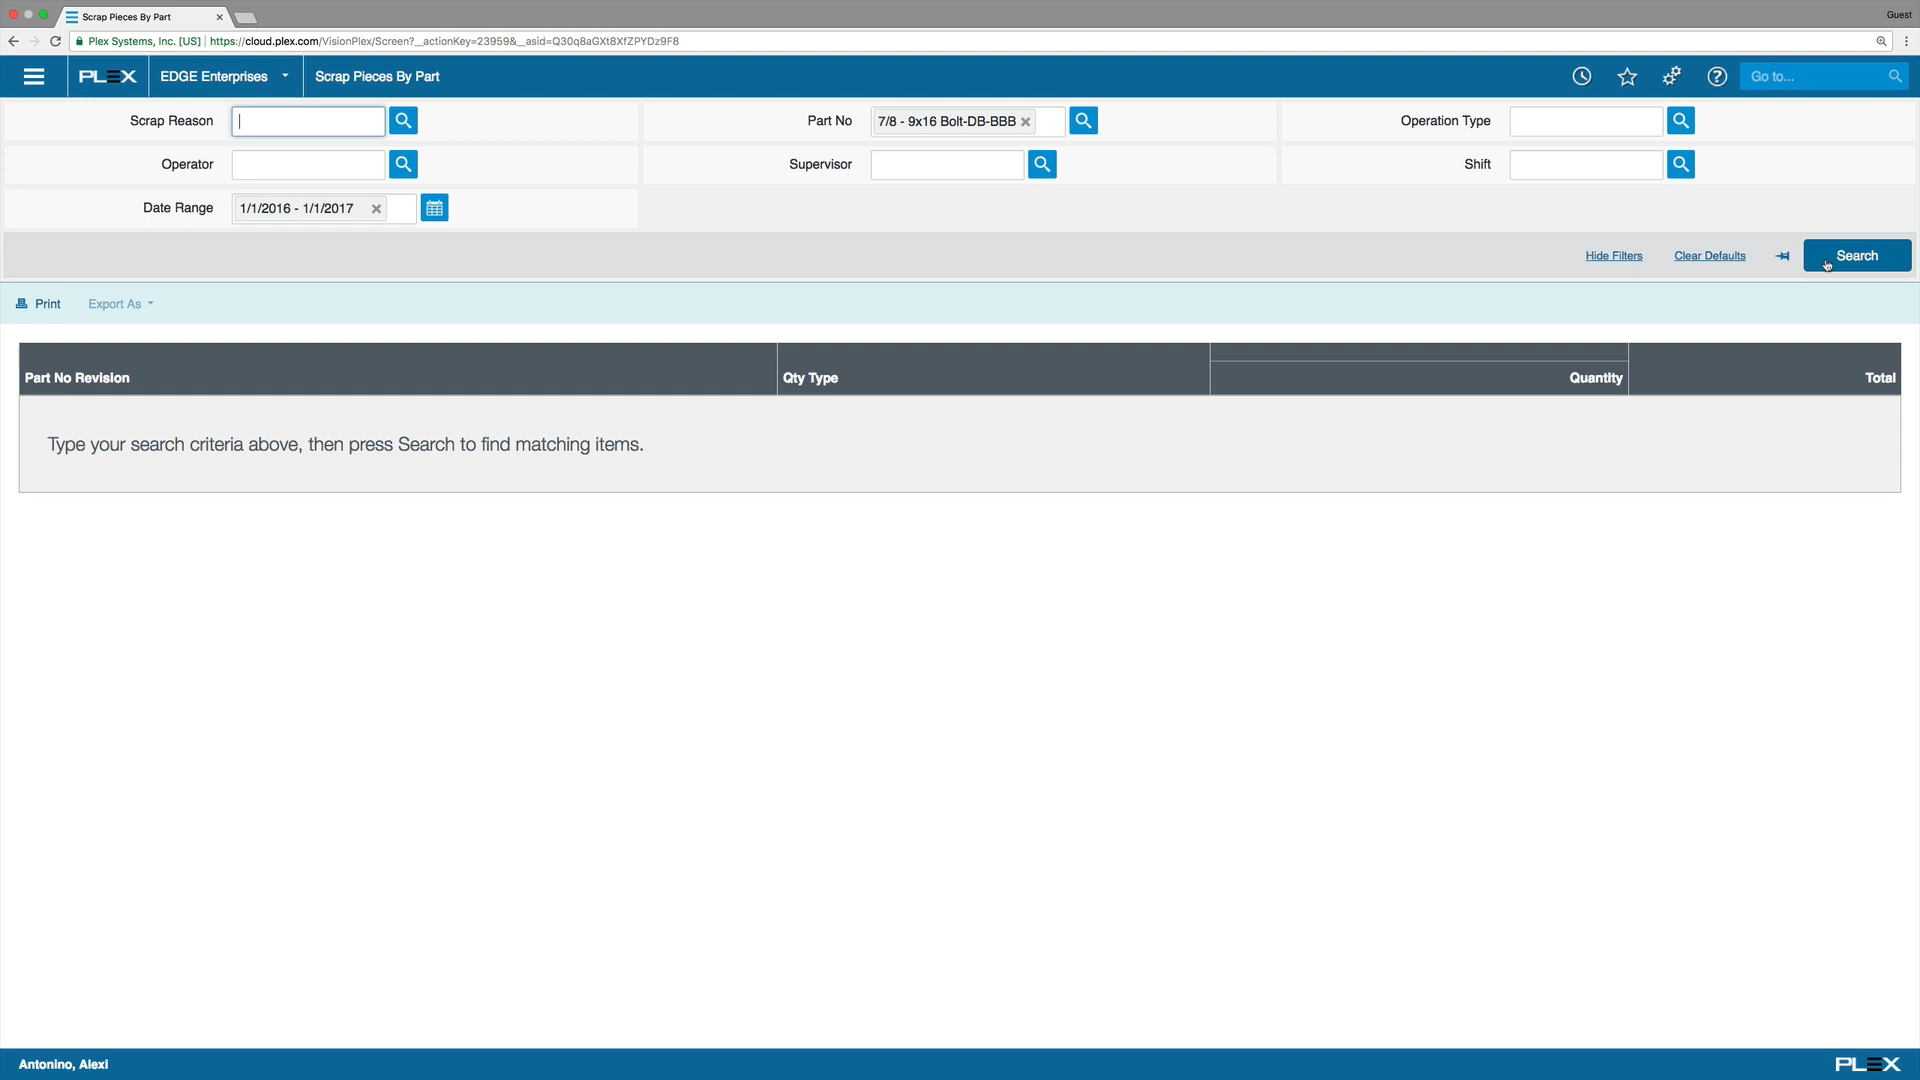 Scrap Pieces By Part
Guest
Plex Systems, Inc. [US] | https://cloud.plex.com/VisionPlex/Screen?__actionKey=23959&__asid=Q30q8aGXt8XfZPYDz9F8
PLEX
EDGE Enterprises
Scrap Pieces By Part
Go to...
Scrap Reason
Part No
7/8 - 9x16 Bolt-DB-BBB
Operation Type
Operator
Supervisor
Shift
Date Range
1/1/2016 - 1/1/2017
Hide Filters
Clear Defaults
Search
Print
Export As
Part No Revision
Qty Type
Quantity
Total
Type your search criteria above, then press Search to find matching items.
Antonino, Alexi
PLEX